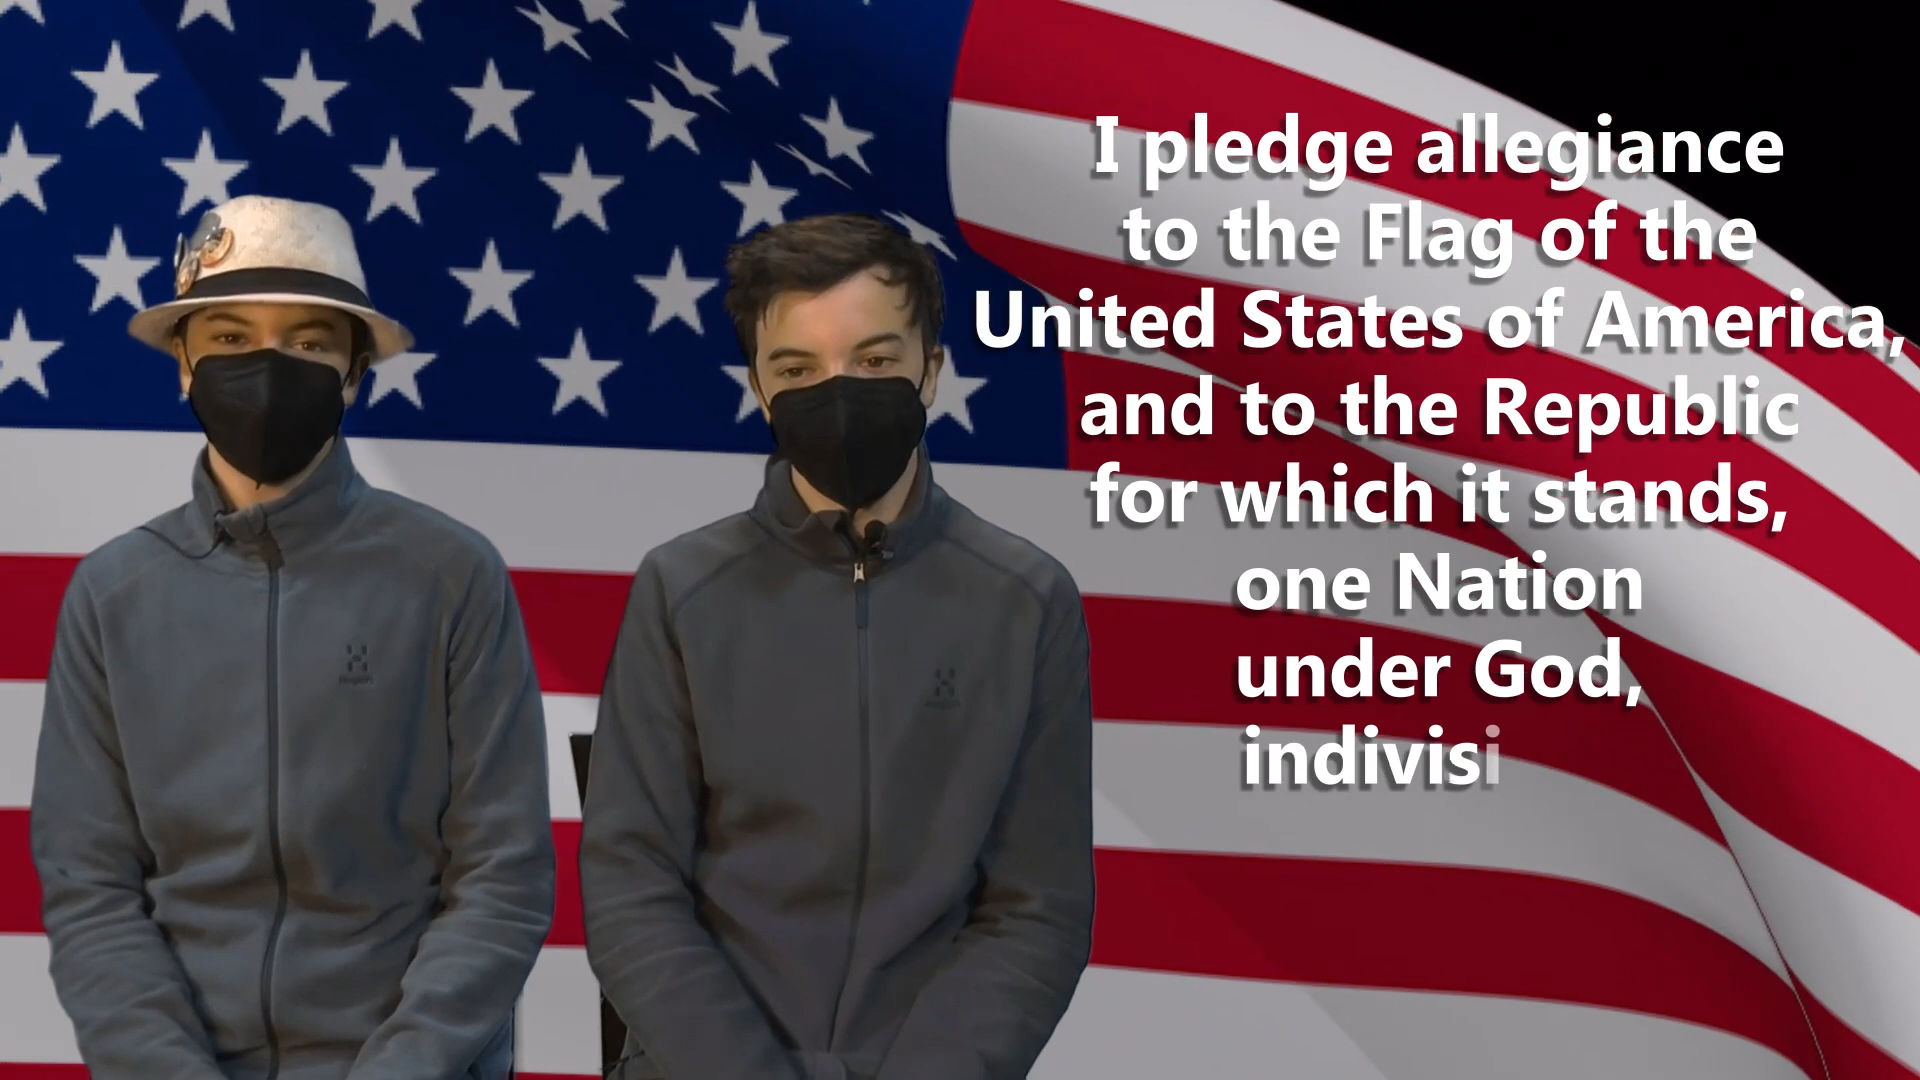 I pledge allegiance
to the Flag of the
United States of America,
and to the Republic
for which it stands,
one Nation
under God,
indivisi